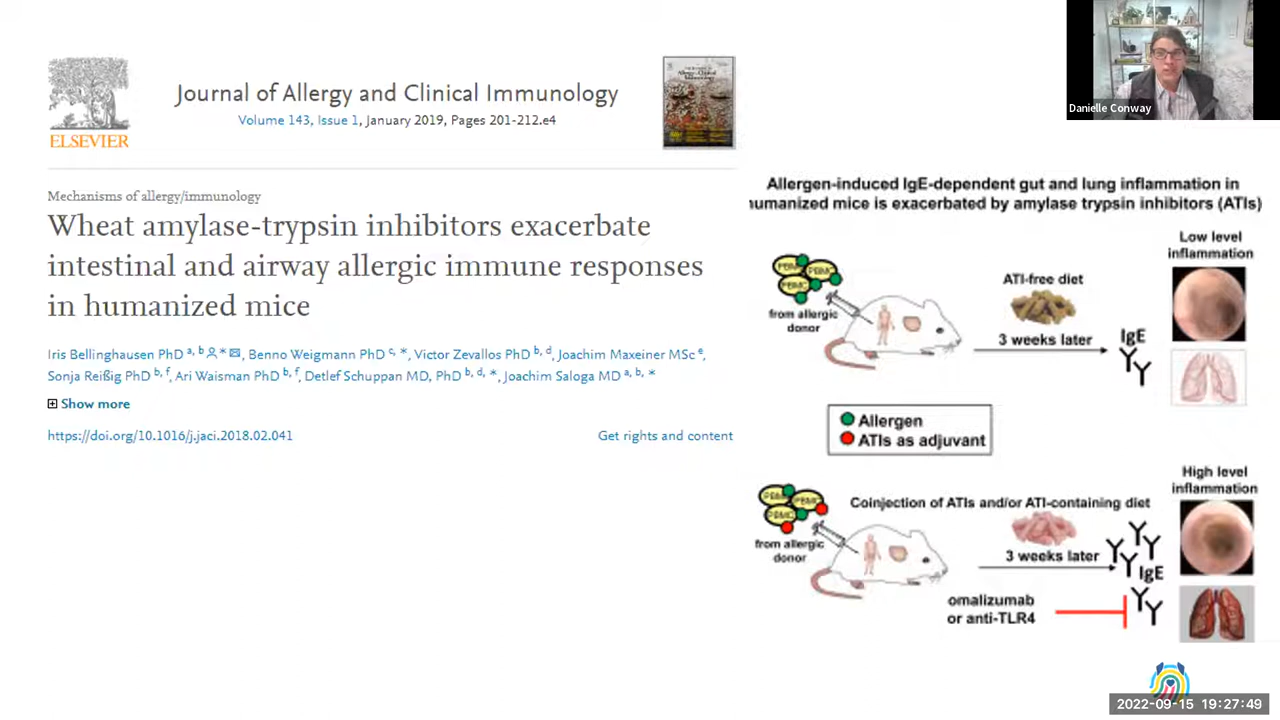 ELSEVIER
Journal of Allergy and Clinical Immunology
Volume 143, Issue 1, January 2019, Pages 201-212.e4
Mechanisms of allergy/immunology
Wheat amylase-trypsin inhibitors exacerbate
intestinal and airway allergic immune responses
in humanized mice
Iris Bellinghausen PhD a, b * , Benno Weigmann PhD c, *, Victor Zevallos PhD b, d, Joachim Maxeiner MSc e,
Sonja Reißig PhD b, f, Ari Waisman PhD b, f, Detlef Schuppan MD, PhD b, d, *, Joachim Saloga MD a, b, *
Show more
https://doi.org/10.1016/j.jaci.2018.02.041
Get rights and content
Danielle Conway
Allergen-induced IgE-dependent gut and lung inflammation in
humanized mice is exacerbated by amylase trypsin inhibitors (ATIs)
Low level
inflammation
PBMC
PBMC
PBMC
from allergic
donor
ATI-free diet
3 weeks later
IgE
Allergen
ATIs as adjuvant
High level
inflammation
PBMC
PBMC
PBMC
from allergic
donor
Coinjection of ATIs and/or ATI-containing diet
3 weeks later
IgE
omalizumab
or anti-TLR4
2022-09-15 19:27:49